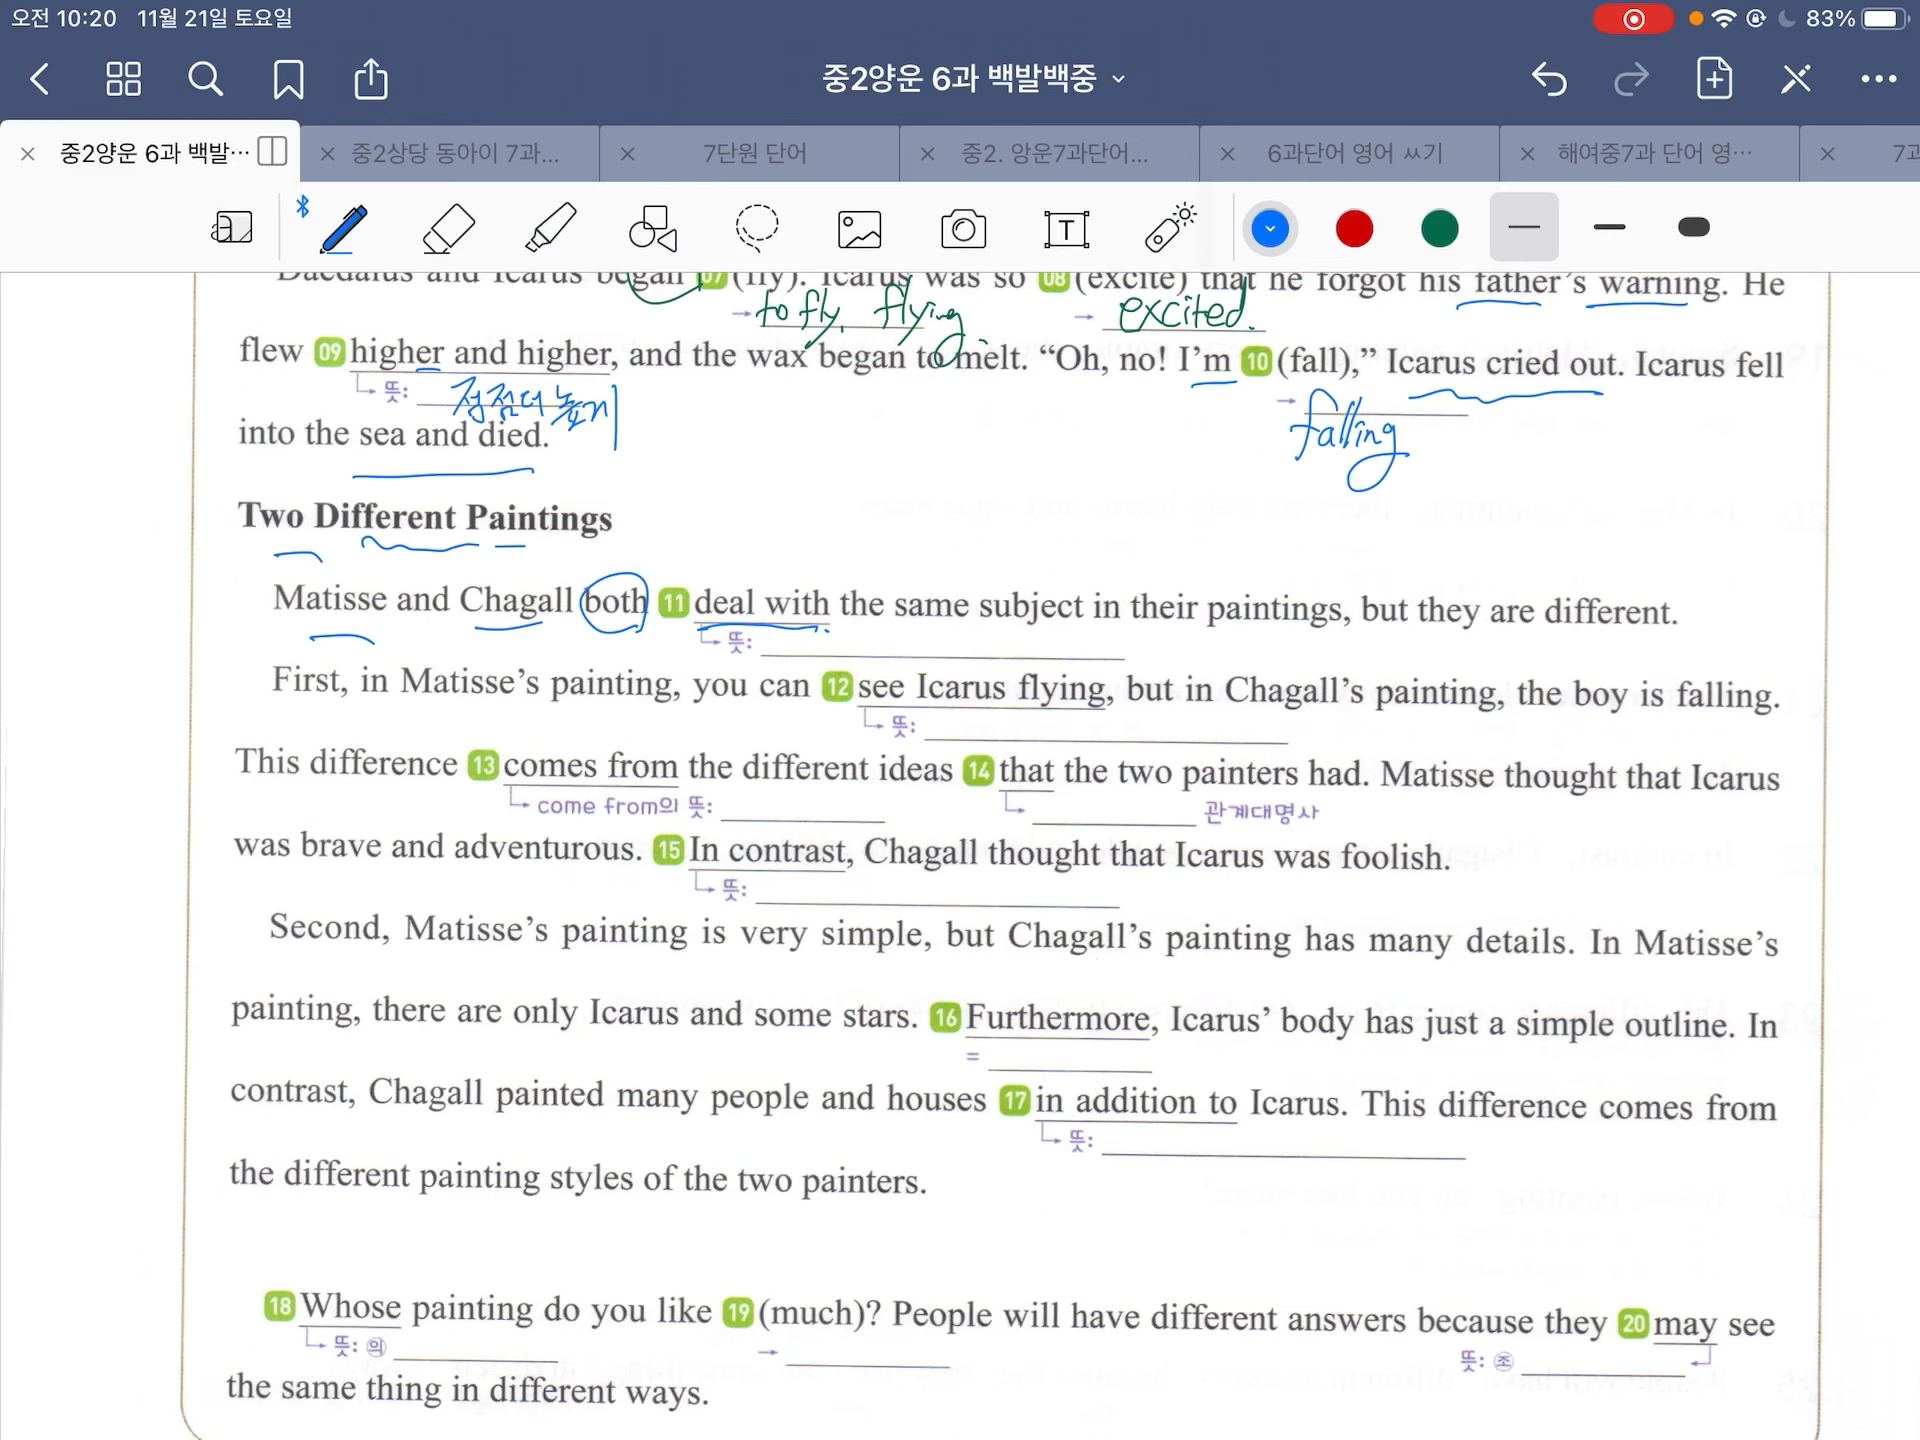 오전 10:20 11월 21일 토요일 83%
중2양운 6과 백발백중
중2양운 6과 백발··· 중2상당 동아이 7과... 7단원 단어 중2. 앙운7과단어... 6과단어 영어 ㅆ기 해여중7과 단어 영··· 7과
Daedalus and Icarus began 07 (fly). Icarus was so 08 (excite) that he forgot his father's warning. He
→ to fly, flying → excited.
flew 09 higher and higher, and the wax began to melt. “Oh, no! I'm 10 (fall),” Icarus cried out. Icarus fell
뜻: 점점더 높게 → falling
into the sea and died.
Two Different Paintings
Matisse and Chagall both 11 deal with the same subject in their paintings, but they are different.
뜻:
First, in Matisse's painting, you can 12 see Icarus flying, but in Chagall's painting, the boy is falling.
뜻:
This difference 13 comes from the different ideas 14 that the two painters had. Matisse thought that Icarus
come from의 뜻: 관계대명사
was brave and adventurous. 15 In contrast, Chagall thought that Icarus was foolish.
뜻:
Second, Matisse's painting is very simple, but Chagall's painting has many details. In Matisse's
painting, there are only Icarus and some stars. 16 Furthermore, Icarus' body has just a simple outline. In
=
contrast, Chagall painted many people and houses 17 in addition to Icarus. This difference comes from
뜻:
the different painting styles of the two painters.
18 Whose painting do you like 19 (much)? People will have different answers because they 20 may see
뜻: 의 → 뜻: 조
the same thing in different ways.